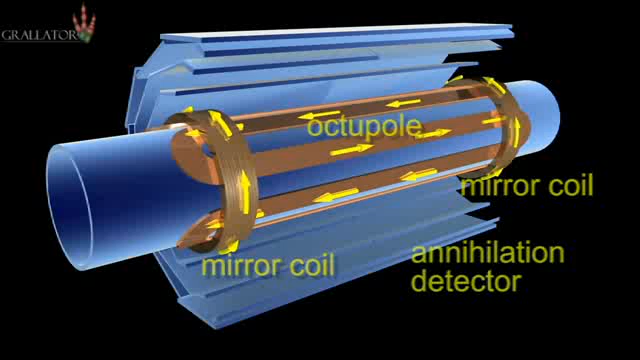 GRALLATOR
octupole
mirror coil
mirror coil
annihilation
detector